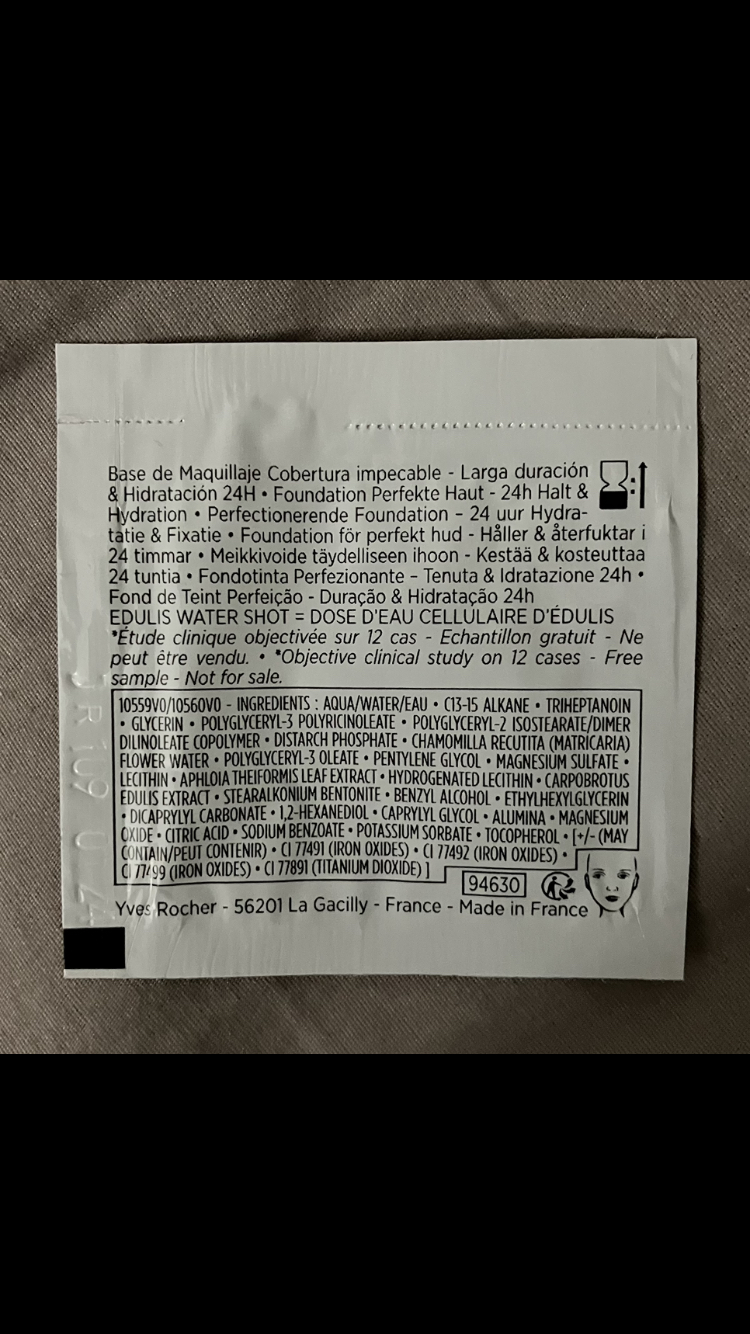 Base de Maquillaje Cobertura impecable - Larga duración
& Hidratación 24H • Foundation Perfekte Haut - 24h Halt &
Hydration • Perfectionerende Foundation - 24 uur Hydra-
tatie & Fixatie • Foundation för perfekt hud - Håller & återfuktar i
24 timmar • Meikkivoide täydelliseen ihoon - Kestää & kosteuttaa
24 tuntia • Fondotinta Perfezionante - Tenuta & Idratazione 24h •
Fond de Teint Perfeição - Duração & Hidratação 24h
EDULIS WATER SHOT = DOSE D'EAU CELLULAIRE D'ÉDULIS
*Étude clinique objectivée sur 12 cas - Echantillon gratuit - Ne
peut être vendu. • *Objective clinical study on 12 cases - Free
sample - Not for sale.
10559V0/10560V0 - INGREDIENTS : AQUA/WATER/EAU • C13-15 ALKANE • TRIHEPTANOIN
• GLYCERIN • POLYGLYCERYL-3 POLYRICINOLEATE • POLYGLYCERYL-2 ISOSTEARATE/DIMER
DILINOLEATE COPOLYMER • DISTARCH PHOSPHATE • CHAMOMILLA RECUTITA (MATRICARIA)
FLOWER WATER • POLYGLYCERYL-3 OLEATE • PENTYLENE GLYCOL • MAGNESIUM SULFATE •
LECITHIN • APHLOIA THEIFORMIS LEAF EXTRACT • HYDROGENATED LECITHIN • CARPOBROTUS
EDULIS EXTRACT • STEARALKONIUM BENTONITE • BENZYL ALCOHOL • ETHYLHEXYLGLYCERIN
• DICAPRYLYL CARBONATE • 1,2-HEXANEDIOL • CAPRYLYL GLYCOL • ALUMINA • MAGNESIUM
OXIDE • CITRIC ACID • SODIUM BENZOATE • POTASSIUM SORBATE • TOCOPHEROL • [+/- (MAY
CONTAIN/PEUT CONTENIR) • CI 77491 (IRON OXIDES) • CI 77492 (IRON OXIDES) •
CI 77499 (IRON OXIDES) • CI 77891 (TITANIUM DIOXIDE) ]
94630
Yves Rocher - 56201 La Gacilly - France - Made in France